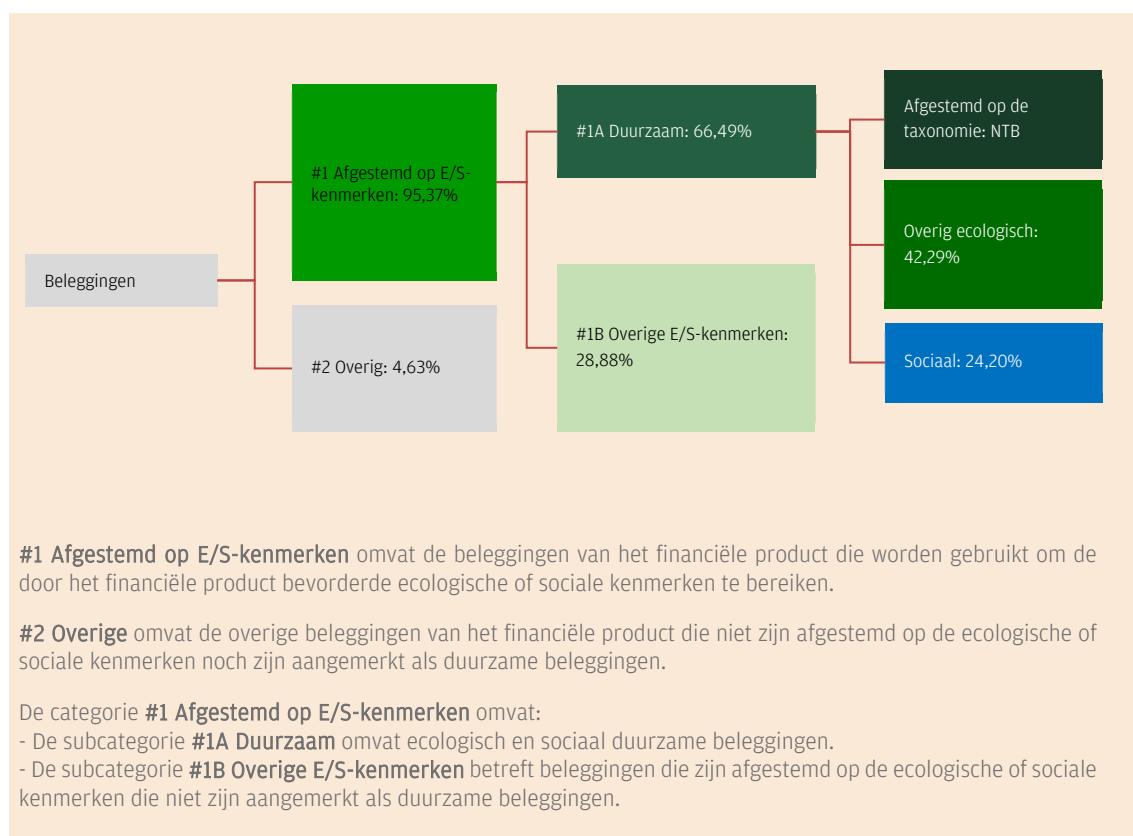 Beleggingen
#1 Afgestemd op E/S-
kenmerken: 95,37%
#2 Overig: 4,63%
#1A Duurzaam: 66,49%
#1B Overige E/S-kenmerken:
28,88%
Afgestemd op de
taxonomie: NTB
Overig ecologisch:
42,29%
Sociaal: 24,20%
#1 Afgestemd op E/S-kenmerken omvat de beleggingen van het financiële product die worden gebruikt om de
door het financiële product bevorderde ecologische of sociale kenmerken te bereiken.
#2 Overige omvat de overige beleggingen van het financiële product die niet zijn afgestemd op de ecologische of
sociale kenmerken noch zijn aangemerkt als duurzame beleggingen.
De categorie #1 Afgestemd op E/S-kenmerken omvat:
- De subcategorie #1A Duurzaam omvat ecologisch en sociaal duurzame beleggingen.
- De subcategorie #1B Overige E/S-kenmerken betreft beleggingen die zijn afgestemd op de ecologische of sociale
kenmerken die niet zijn aangemerkt als duurzame beleggingen.